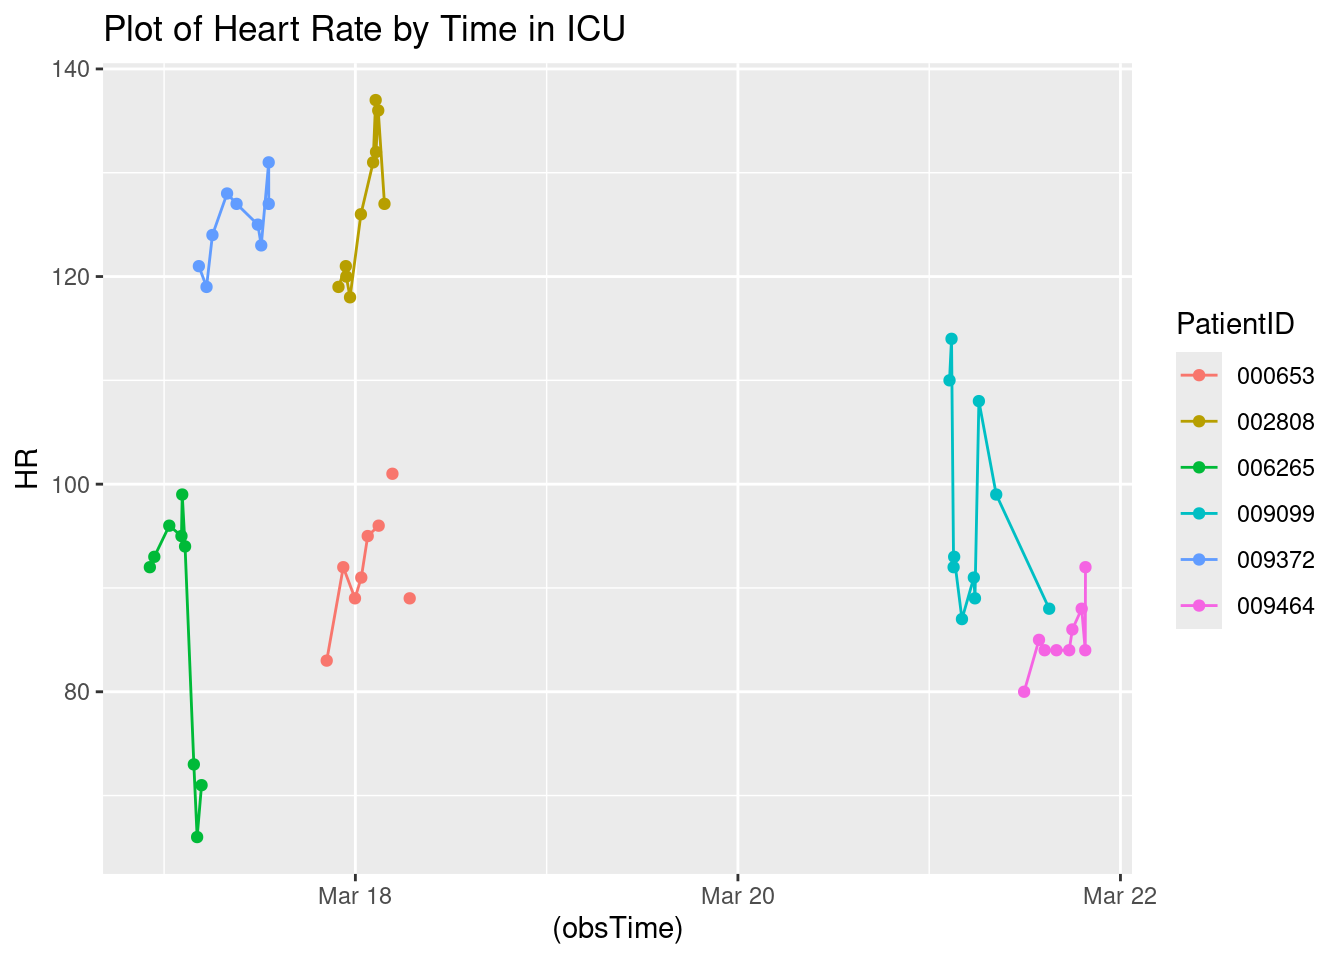 Plot of Heart Rate by Time in ICU
140
120
100
80
HR
Mar 18
Mar 20
Mar 22
(obsTime)
PatientID
000653
002808
006265
009099
009372
009464